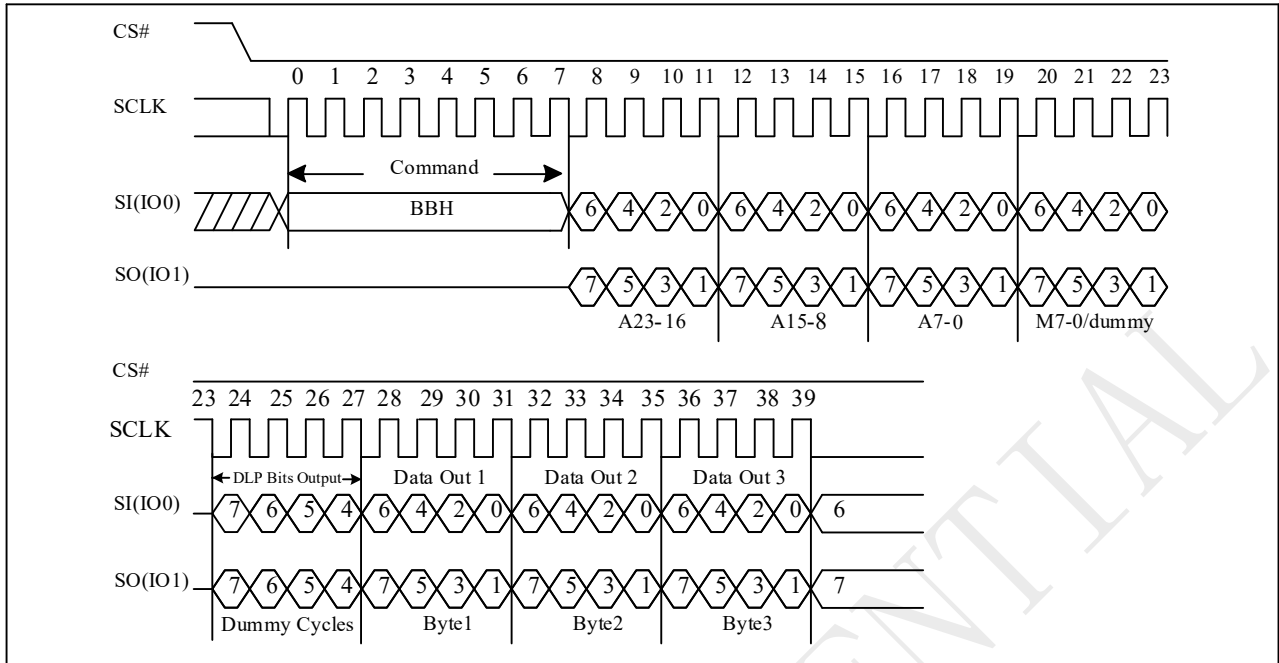 CS#
0 1 2 3 4 5 6 7 8 9 10 11 12 13 14 15 16 17 18 19 20 21 22 23
SCLK
Command
SI(IO0) BBH 6 4 2 0 6 4 2 0 6 4 2 0 6 4 2 0
SO(IO1) 7 5 3 1 7 5 3 1 7 5 3 1 7 5 3 1
A23-16 A15-8 A7-0 M7-0/dummy
CS#
23 24 25 26 27 28 29 30 31 32 33 34 35 36 37 38 39
SCLK
DLP Bits Output Data Out 1 Data Out 2 Data Out 3
SI(IO0) 7 6 5 4 6 4 2 0 6 4 2 0 6 4 2 0 6
SO(IO1) 7 6 5 4 7 5 3 1 7 5 3 1 7 5 3 1 7
Dummy Cycles Byte1 Byte2 Byte3
ENTIAL